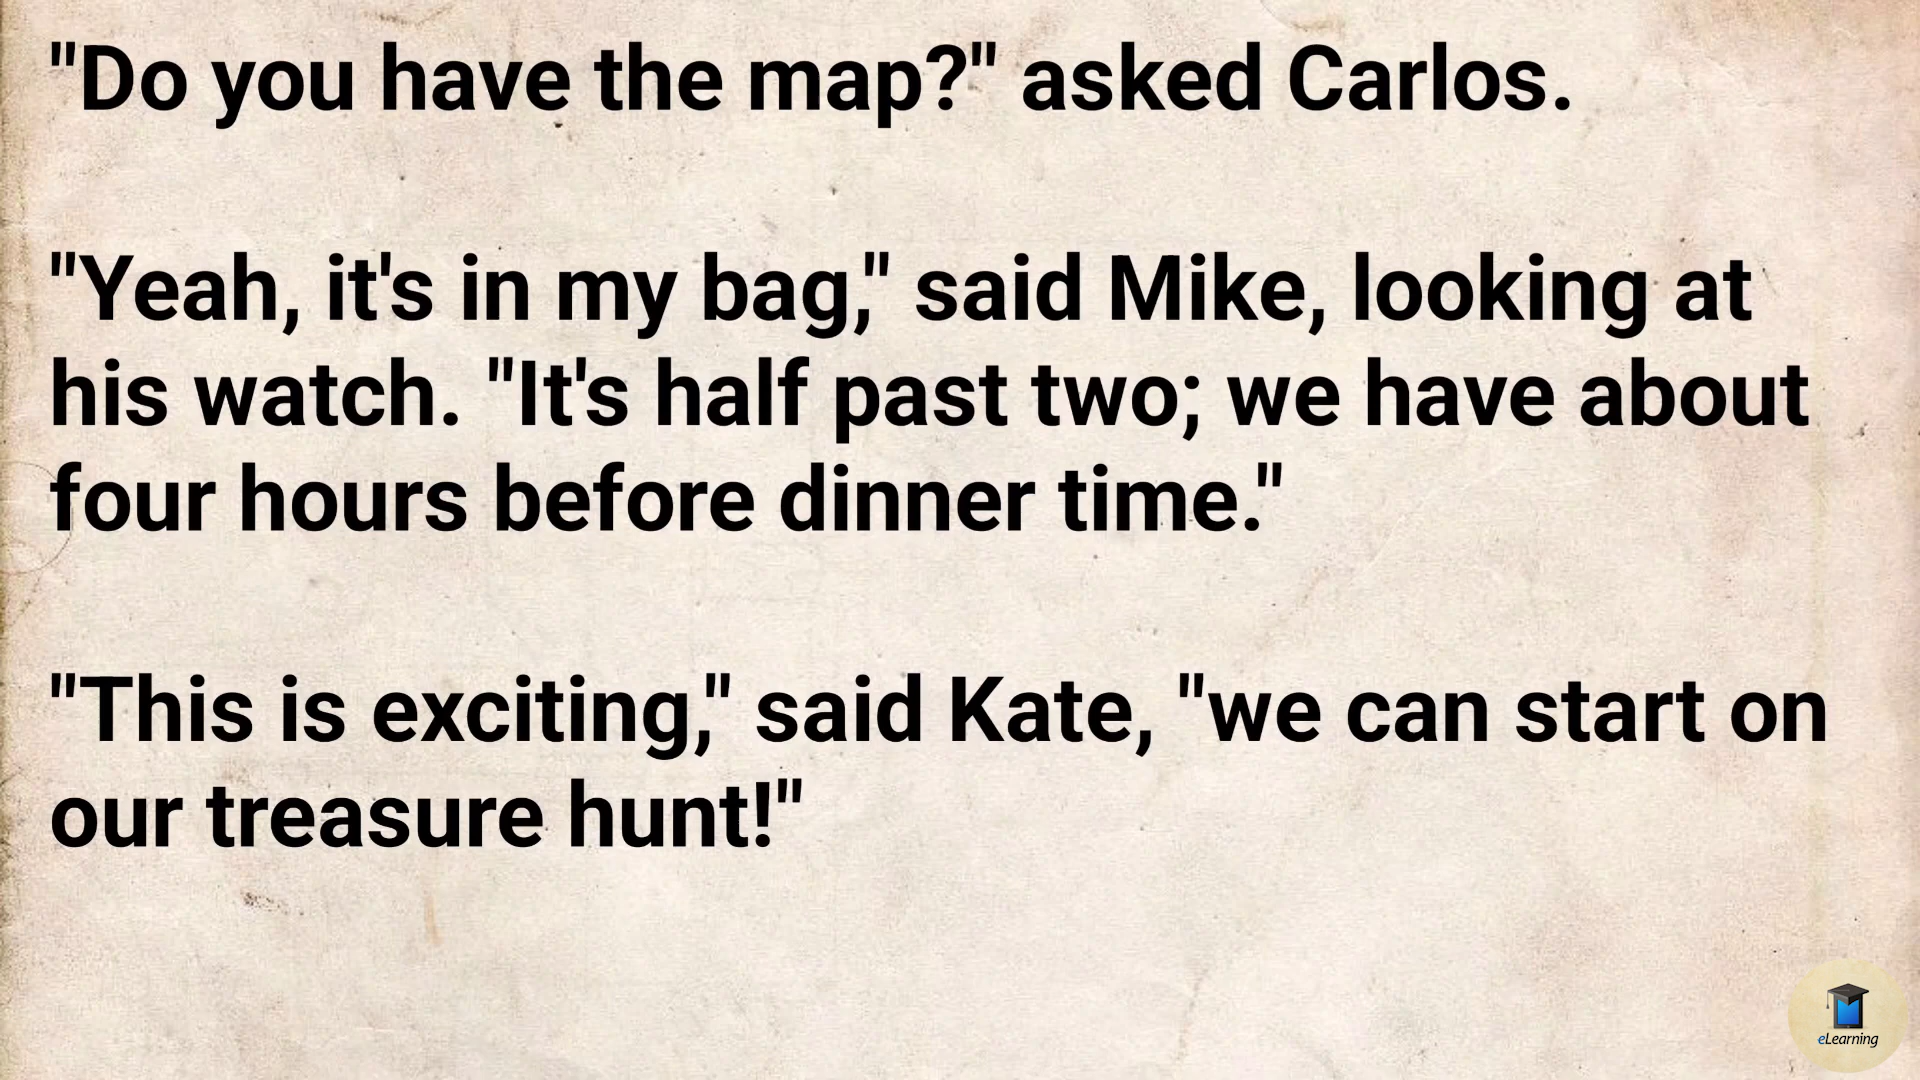 "Do you have the map?" asked Carlos.
"Yeah, it's in my bag," said Mike, looking at
his watch. "It's half past two; we have about
four hours before dinner time."
"This is exciting," said Kate, "we can start on
our treasure hunt!"
eLearning